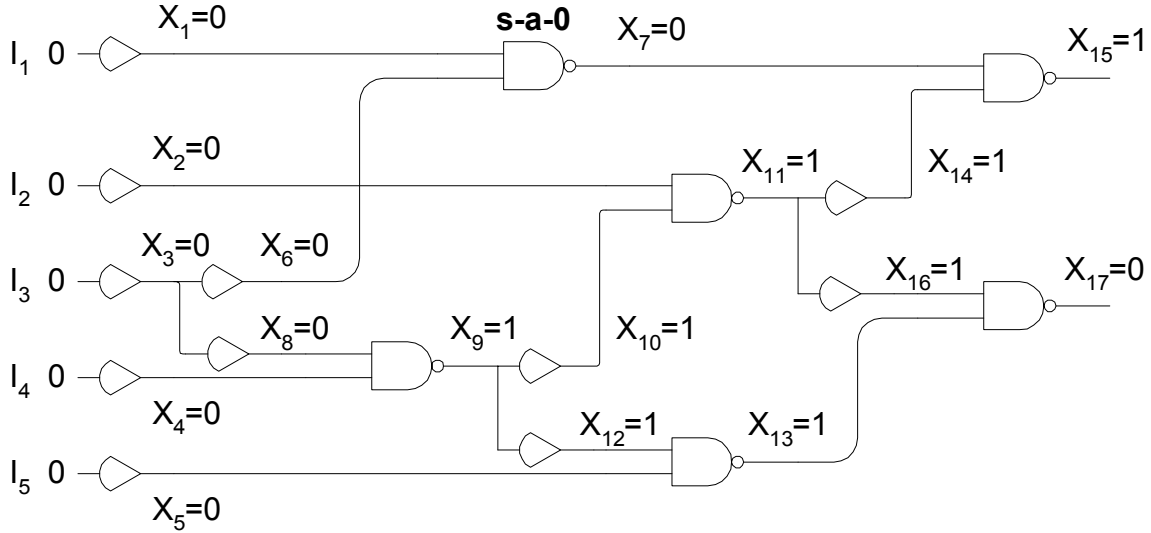 I₁ 0
X₁=0
s-a-0
X₇=0
X₁₅=1
I₂ 0
X₂=0
X₁₁=1
X₁₄=1
I₃ 0
X₃=0
X₆=0
X₁₆=1
X₁₇=0
X₈=0
X₉=1
X₁₀=1
I₄ 0
X₄=0
X₁₂=1
X₁₃=1
I₅ 0
X₅=0